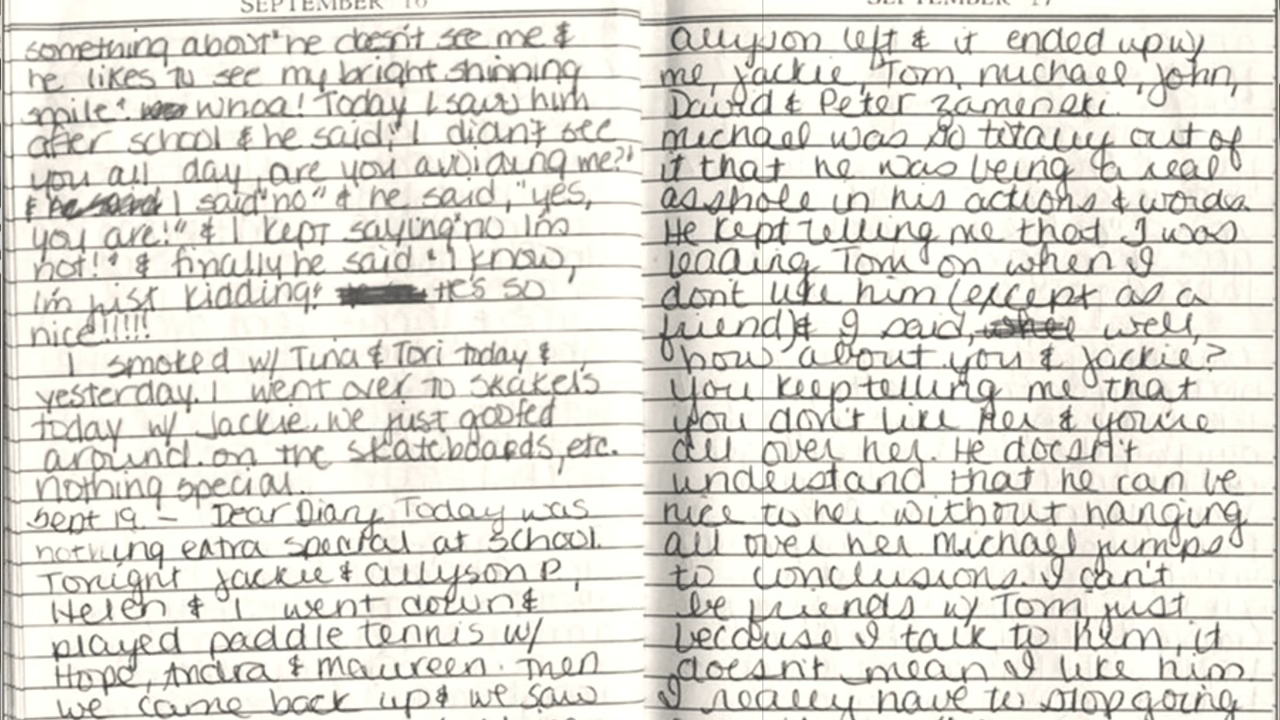 SEPTEMBER 16
something about "he doesn't see me &
he likes to see my bright shinning
smile." whoa! Today I saw him
after school & he said, "I didn't see
you all day, are you avoiding me?"
I said "no" & he said, "yes,
you are!" & I kept saying "no I'm
not!" & finally he said "I know,
I'm just kidding! He's so
nice!!!!!
I smoked w/ Tina & Tori today &
yesterday. I went over to Skakel's
today w/ Jackie. we just goofed
around on the skateboards, etc.
nothing special.
Sept 19. - Dear Diary, Today was
nothing extra special at school.
Tonight Jackie & Allyson P,
Helen & I went down &
played paddle tennis w/
Hope, Andra & Maureen. Then
we came back up & we saw
SEPTEMBER 17
allyson left & it ended up w/
me, Jackie, Tom, michael, John,
David & Peter Zamenski.
michael was so totally out of
it that he was being a real
asshole in his actions & words.
He kept telling me that I was
leading Tom on when I
don't like him (except as a
friend) & I said, well,
how about you & Jackie?
You keep telling me that
you don't like her & you're
all over her. He doesn't
understand that he can be
nice to her without hanging
all over her. Michael jumps
to conclusions. I can't
be friends w/ Tom just
because I talk to him, it
doesn't mean I like him
I really have to stop going